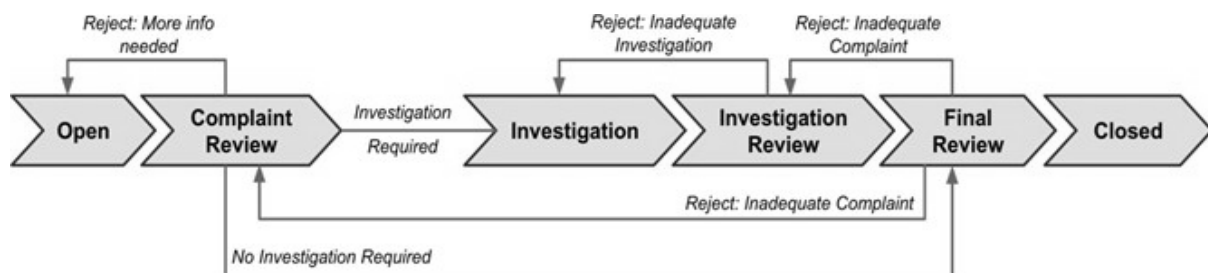 Reject: More info
needed
Reject: Inadequate
Investigation
Reject: Inadequate
Complaint
Open
Complaint
Review
Investigation
Required
Investigation
Investigation
Review
Final
Review
Closed
Reject: Inadequate Complaint
No Investigation Required